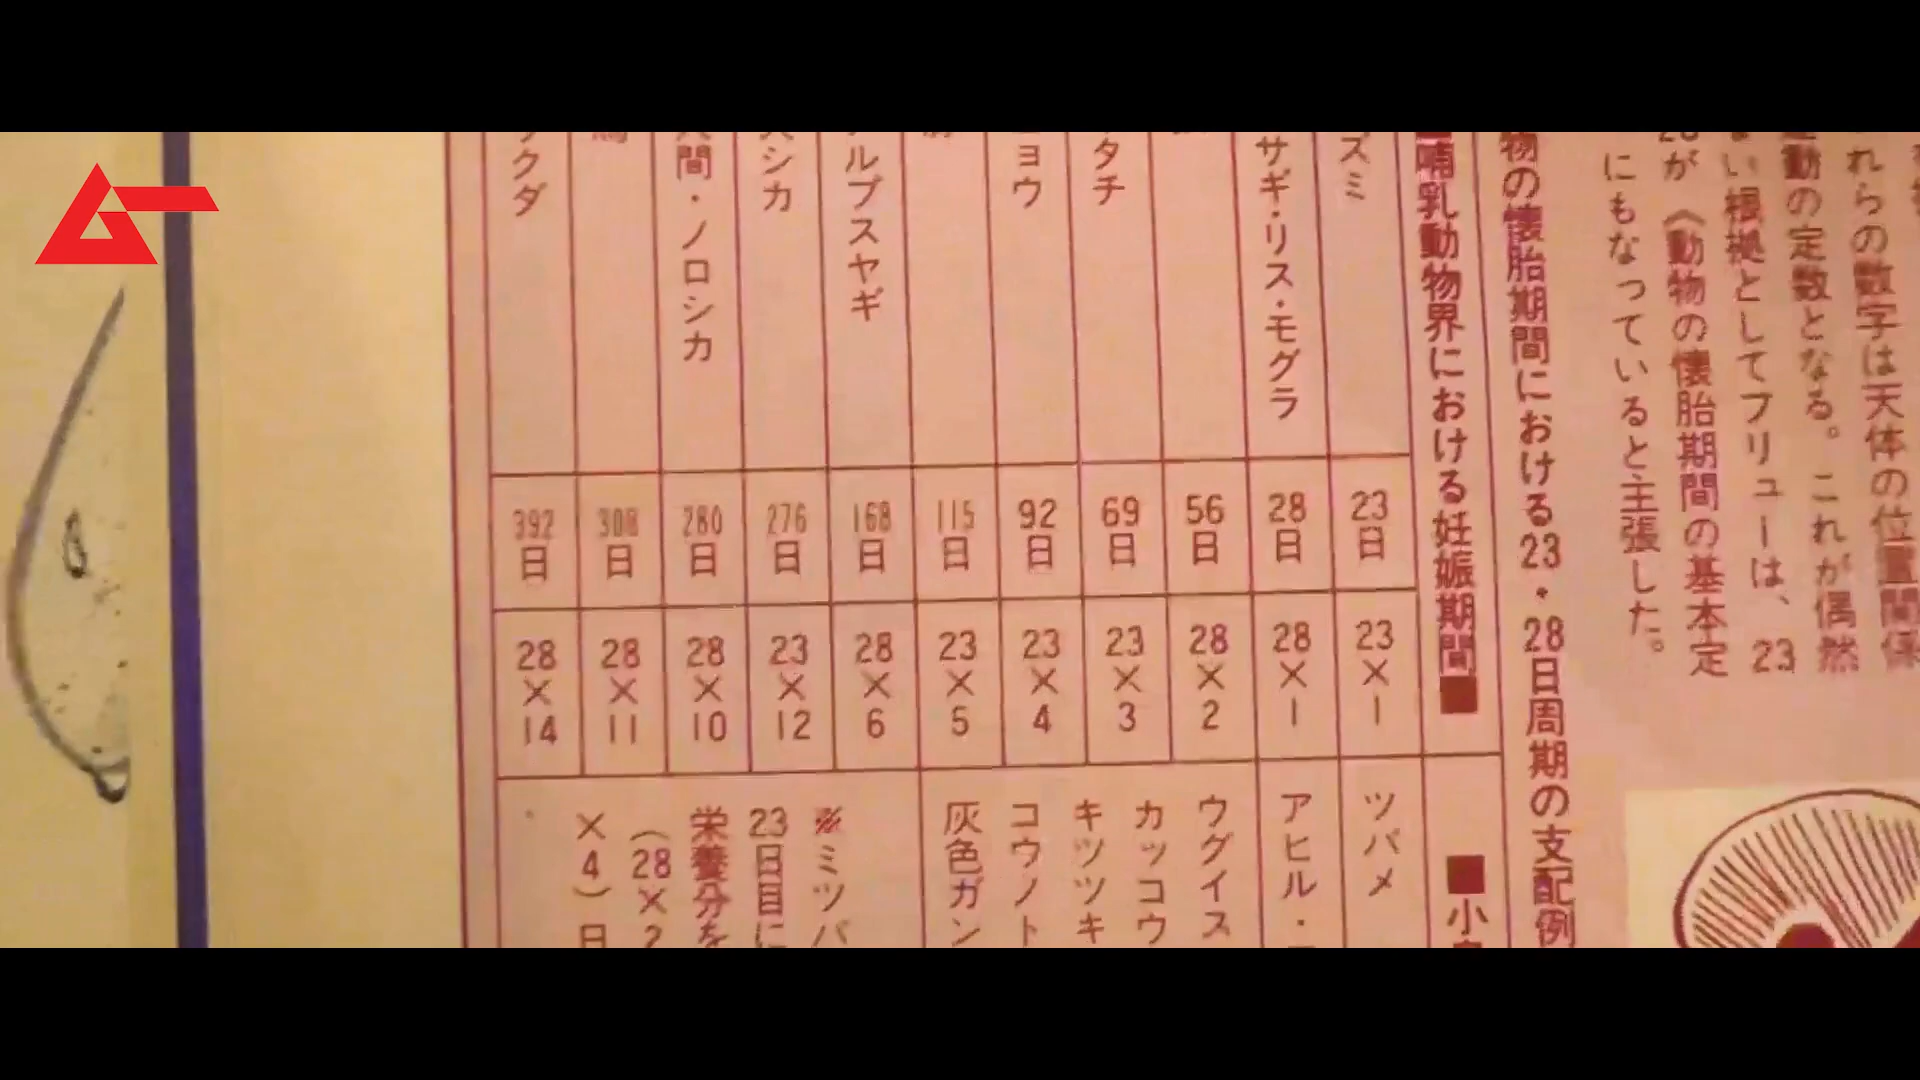 れらの数字は天体の位置関係
動の定数となる。これが偶然
い根拠としてフリューは、23
が《動物の懐胎期間の基本定
にもなっていると主張した。
物の懐胎期間における23・28日周期の支配例
哺乳動物界における妊娠期間■
■小
ズミ 23日 23×1 ツバメ
サギ・リス・モグラ 28日 28×1 アヒル・
56日 28×2 ウグイス
タチ 69日 23×3 カッコウ
ョウ 92日 23×4 キツツキ
115日 23×5 コウノト
灰色ガン
ルプスヤギ 168日 28×6
シカ 276日 23×12
間・ノロシカ 280日 28×10
308日 28×11
クダ 392日 28×14
※ミツバ
23日目に
栄養分を
(28×2
×4)日
ムー